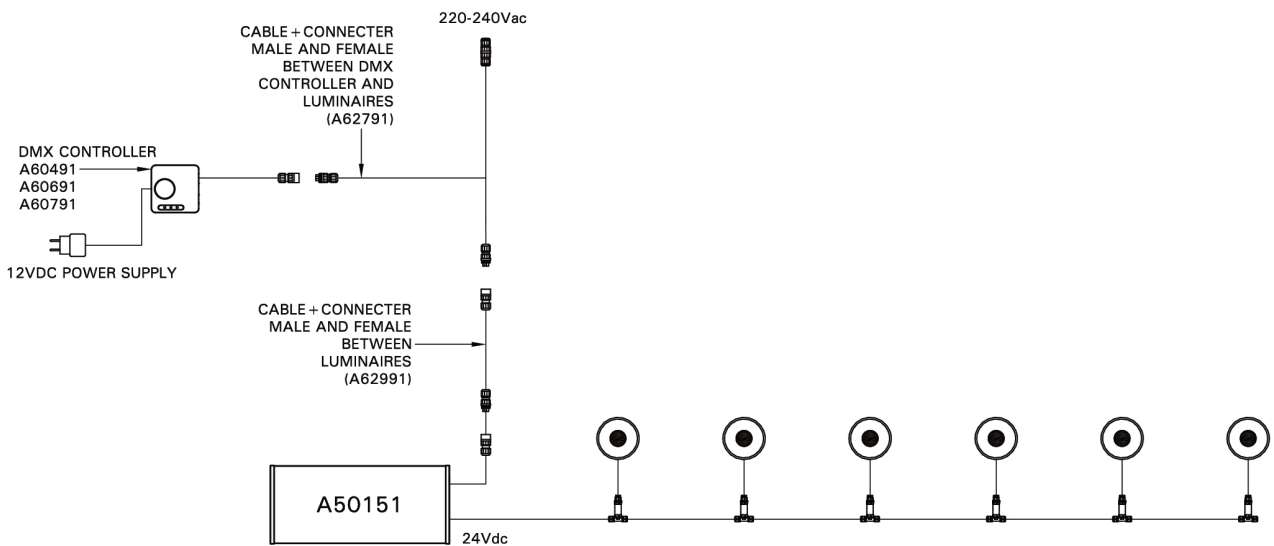 220-240Vac
CABLE+CONNECTER
MALE AND FEMALE
BETWEEN DMX
CONTROLLER AND
LUMINAIRES
(A62791)
DMX CONTROLLER
A60491
A60691
A60791
12VDC POWER SUPPLY
CABLE+CONNECTER
MALE AND FEMALE
BETWEEN
LUMINAIRES
(A62991)
A50151
24Vdc